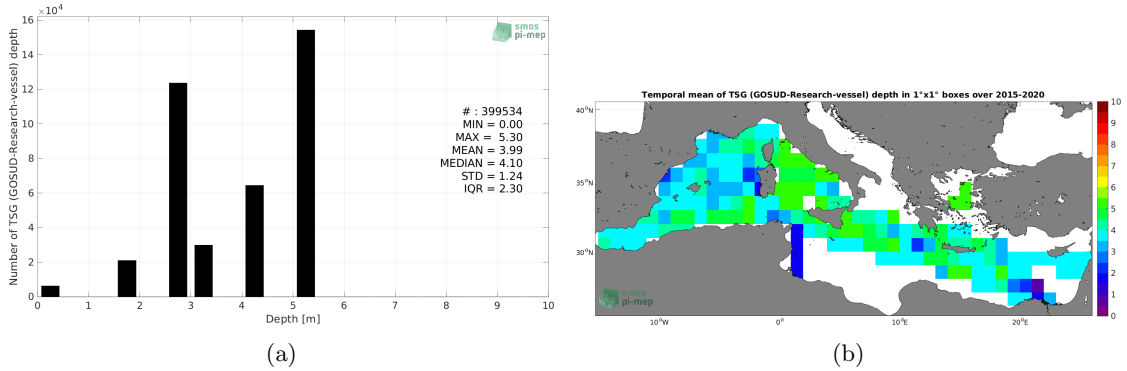 16 ×10⁴
14
12
10
8
6
4
2
0
0 1 2 3 4 5 6 7 8 9 10
Number of TSG (GOSUD-Research-vessel) depth
Depth [m]
smos
pi-mep
# : 399534
MIN = 0.00
MAX = 5.30
MEAN = 3.99
MEDIAN = 4.10
STD = 1.24
IQR = 2.30
(a)
Temporal mean of TSG (GOSUD-Research-vessel) depth in 1°x1° boxes over 2015-2020
40°N
35°N
30°N
10°W 0° 10°E 20°E
smos
pi-mep
10
9
8
7
6
5
4
3
2
1
0
(b)